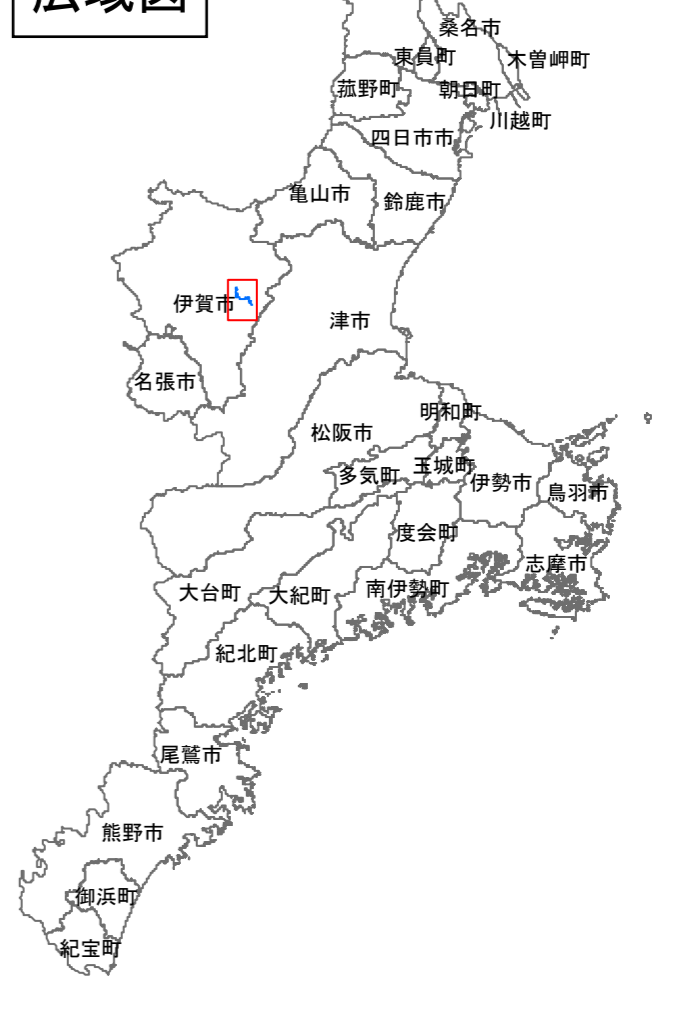 広域図
桑名市
東員町
木曽岬町
菰野町
朝日町
川越町
四日市市
亀山市
鈴鹿市
伊賀市
津市
名張市
明和町
松阪市
玉城町
多気町
伊勢市
鳥羽市
度会町
志摩市
大台町
大紀町
南伊勢町
紀北町
尾鷲市
熊野市
御浜町
紀宝町